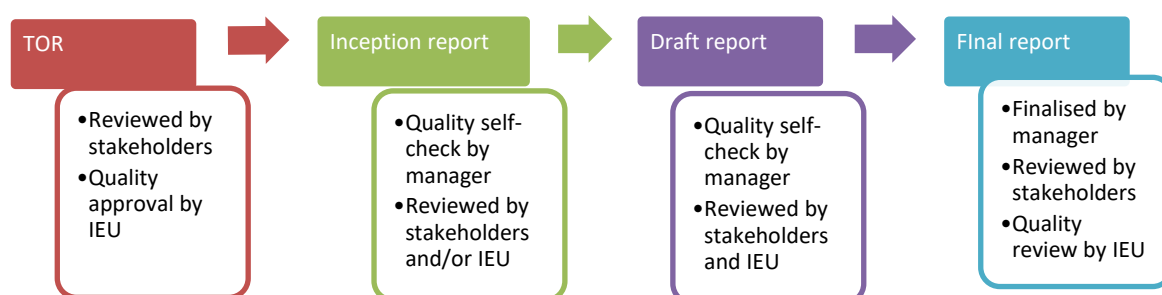 TOR
•Reviewed by
stakeholders
•Quality
approval by
IEU
Inception report
•Quality self-
check by
manager
•Reviewed by
stakeholders
and/or IEU
Draft report
•Quality self-
check by
manager
•Reviewed by
stakeholders
and IEU
FInal report
•Finalised by
manager
•Reviewed by
stakeholders
•Quality
review by IEU